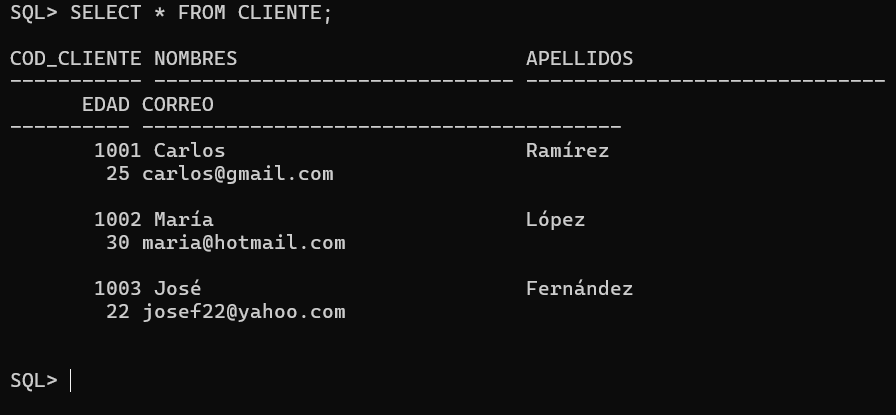 SQL> SELECT * FROM CLIENTE;
COD_CLIENTE NOMBRES                        APELLIDOS
----------- ------------------------------ ------------------------------
      EDAD CORREO
---------- ----------------------------------------
       1001 Carlos                         Ramírez
        25 carlos@gmail.com
       1002 María                          López
        30 maria@hotmail.com
       1003 José                           Fernández
        22 josef22@yahoo.com
SQL>